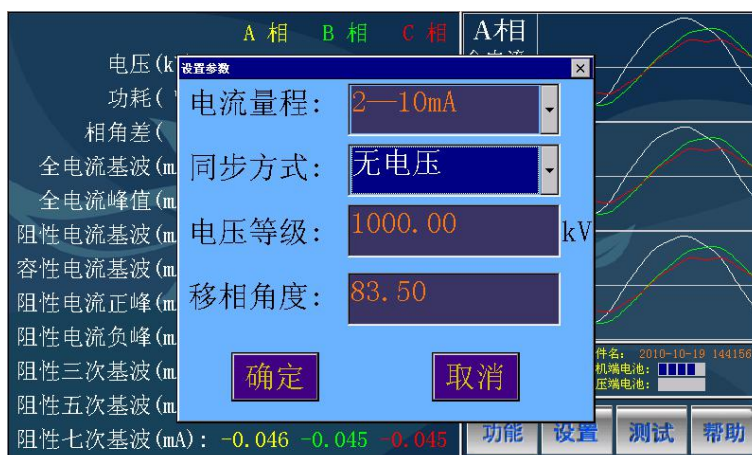 A 相 B 相 C 相
A相
电压(k
设置参数
功耗(
电流量程: 2—10mA
相角差(
全电流基波(m
同步方式: 无电压
全电流峰值(m
阻性电流基波(m
电压等级: 1000.00 kV
容性电流基波(m
阻性电流正峰(m
移相角度: 83.50
阻性电流负峰(m
件名: 2010-10-19 144156
机端电池:
压端电池:
阻性三次基波(m
确定 取消
阻性五次基波(m
阻性七次基波(mA): -0.046 -0.045 -0.045
功能 设置 测试 帮助